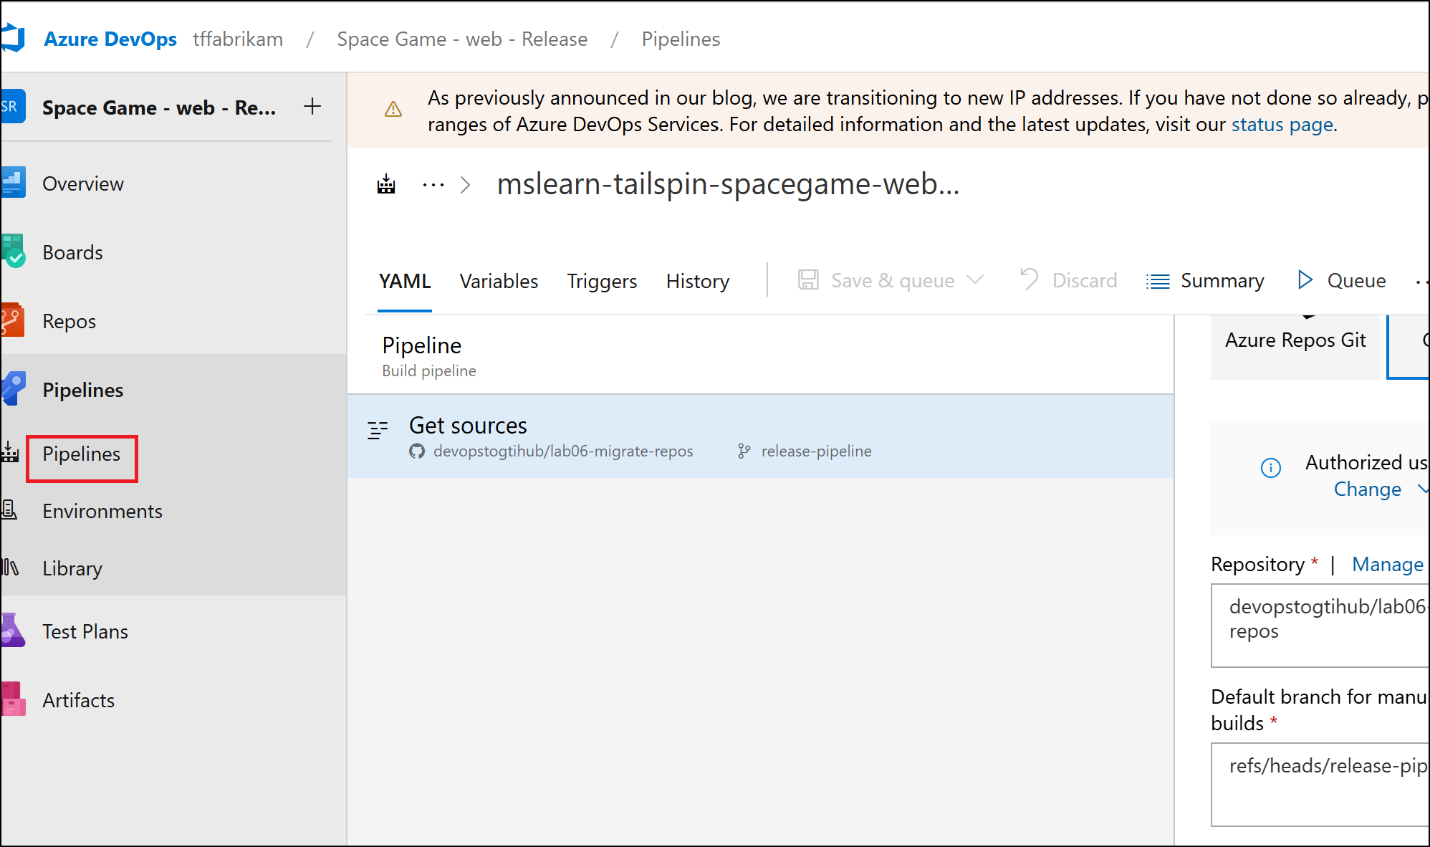 Azure DevOps tffabrikam / Space Game - web - Release / Pipelines
SR Space Game - web - Re... +
As previously announced in our blog, we are transitioning to new IP addresses. If you have not done so already, p
ranges of Azure DevOps Services. For detailed information and the latest updates, visit our status page.
Overview
Boards
Repos
Pipelines
Pipelines
Environments
Library
Test Plans
Artifacts
... > mslearn-tailspin-spacegame-web...
YAML Variables Triggers History Save & queue Discard Summary Queue ..
Pipeline
Build pipeline
Get sources
devopstogtihub/lab06-migrate-repos release-pipeline
Azure Repos Git
Authorized us
Change
Repository * | Manage
devopstogtihub/lab06-
repos
Default branch for manu
builds *
refs/heads/release-pip